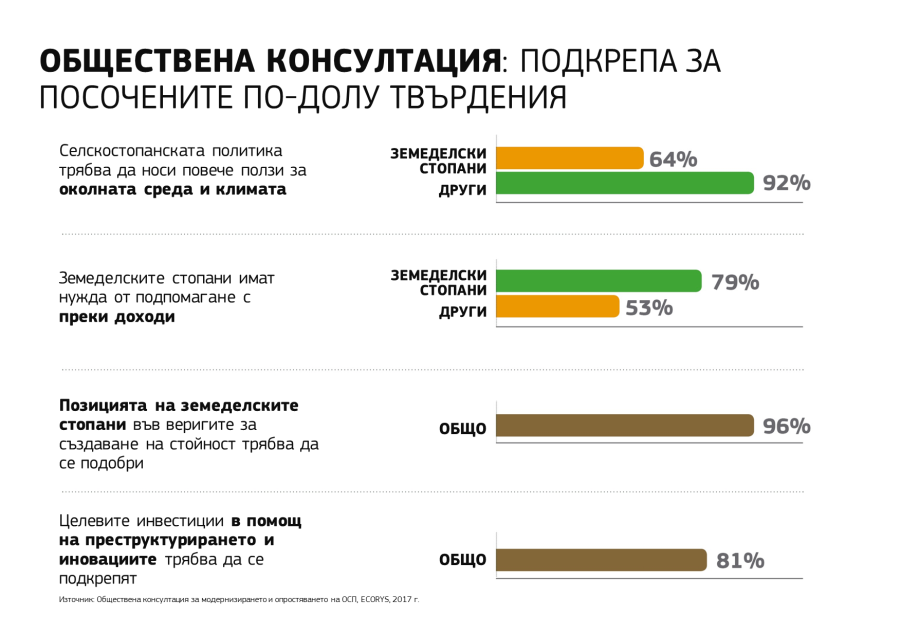 ОБЩЕСТВЕНА КОНСУЛТАЦИЯ: ПОДКРЕПА ЗА
ПОСОЧЕНИТЕ ПО-ДОЛУ ТВЪРДЕНИЯ
Селскостопанската политика
трябва да носи повече ползи за
околната среда и климата
ЗЕМЕДЕЛСКИ
СТОПАНИ
64%
ДРУГИ
92%
Земеделските стопани имат
нужда от подпомагане с
преки доходи
ЗЕМЕДЕЛСКИ
СТОПАНИ
79%
ДРУГИ
53%
Позицията на земеделските
стопани във веригите за
създаване на стойност трябва да
се подобри
ОБЩО
96%
Целевите инвестиции в помощ
на преструктурирането и
иновациите трябва да се
подкрепят
ОБЩО
81%
Източник: Обществена консултация за модернизирането и опростяването на ОСП, ECORYS, 2017 г.